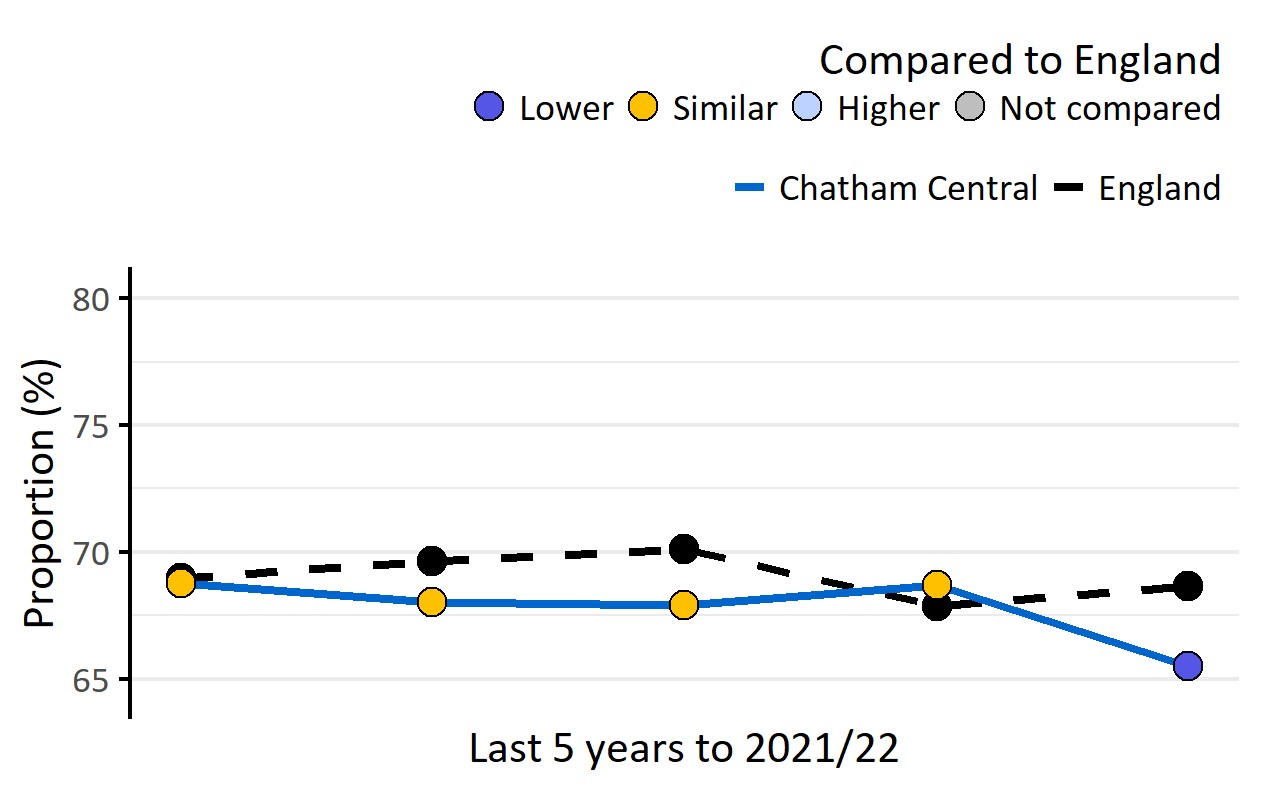 Compared to England
Lower Similar Higher Not compared
Chatham Central England
80
75
70
65
Proportion (%)
Last 5 years to 2021/22